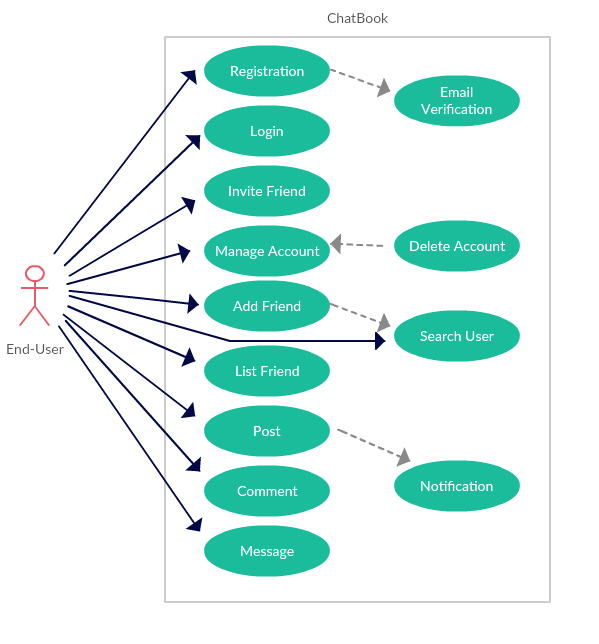 ChatBook
Registration
Email
Verification
Login
Invite Friend
Manage Account
Delete Account
Add Friend
Search User
End-User
List Friend
Post
Notification
Comment
Message